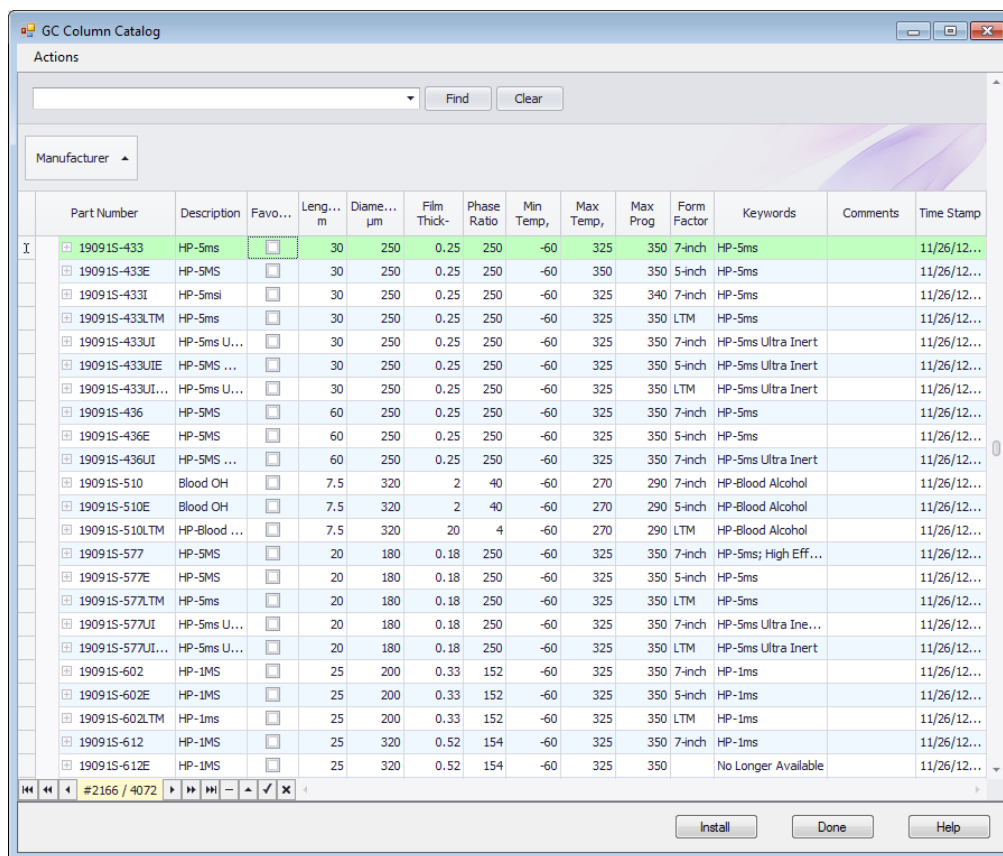 GC Column Catalog
Actions
Find Clear
Manufacturer
Part Number Description Favo... Leng... m Diame... µm Film Thick- Phase Ratio Min Temp, Max Temp, Max Prog Form Factor Keywords Comments Time Stamp
19091S-433 HP-5ms 30 250 0.25 250 -60 325 350 7-inch HP-5ms 11/26/12...
19091S-433E HP-5MS 30 250 0.25 250 -60 350 350 5-inch HP-5ms 11/26/12...
19091S-433I HP-5msi 30 250 0.25 250 -60 325 340 7-inch HP-5ms 11/26/12...
19091S-433LTM HP-5ms 30 250 0.25 250 -60 325 350 LTM HP-5ms 11/26/12...
19091S-433UI HP-5ms U... 30 250 0.25 250 -60 325 350 7-inch HP-5ms Ultra Inert 11/26/12...
19091S-433UIE HP-5MS ... 30 250 0.25 250 -60 325 350 5-inch HP-5ms Ultra Inert 11/26/12...
19091S-433UI... HP-5ms U... 30 250 0.25 250 -60 325 350 LTM HP-5ms Ultra Inert 11/26/12...
19091S-436 HP-5MS 60 250 0.25 250 -60 325 350 7-inch HP-5ms 11/26/12...
19091S-436E HP-5MS 60 250 0.25 250 -60 325 350 5-inch HP-5ms 11/26/12...
19091S-436UI HP-5MS ... 60 250 0.25 250 -60 325 350 7-inch HP-5ms Ultra Inert 11/26/12...
19091S-510 Blood OH 7.5 320 2 40 -60 270 290 7-inch HP-Blood Alcohol 11/26/12...
19091S-510E Blood OH 7.5 320 2 40 -60 270 290 5-inch HP-Blood Alcohol 11/26/12...
19091S-510LTM HP-Blood ... 7.5 320 20 4 -60 270 290 LTM HP-Blood Alcohol 11/26/12...
19091S-577 HP-5MS 20 180 0.18 250 -60 325 350 7-inch HP-5ms; High Eff... 11/26/12...
19091S-577E HP-5MS 20 180 0.18 250 -60 325 350 5-inch HP-5ms 11/26/12...
19091S-577LTM HP-5ms 20 180 0.18 250 -60 325 350 LTM HP-5ms 11/26/12...
19091S-577UI HP-5ms U... 20 180 0.18 250 -60 325 350 7-inch HP-5ms Ultra Ine... 11/26/12...
19091S-577UI... HP-5ms U... 20 180 0.18 250 -60 325 350 LTM HP-5ms Ultra Inert 11/26/12...
19091S-602 HP-1MS 25 200 0.33 152 -60 325 350 7-inch HP-1ms 11/26/12...
19091S-602E HP-1MS 25 200 0.33 152 -60 325 350 5-inch HP-1ms 11/26/12...
19091S-602LTM HP-1ms 25 200 0.33 152 -60 325 350 LTM HP-1ms 11/26/12...
19091S-612 HP-1MS 25 320 0.52 154 -60 325 350 7-inch HP-1ms 11/26/12...
19091S-612E HP-1MS 25 320 0.52 154 -60 325 350 No Longer Available 11/26/12...
#2166 / 4072
Install Done Help